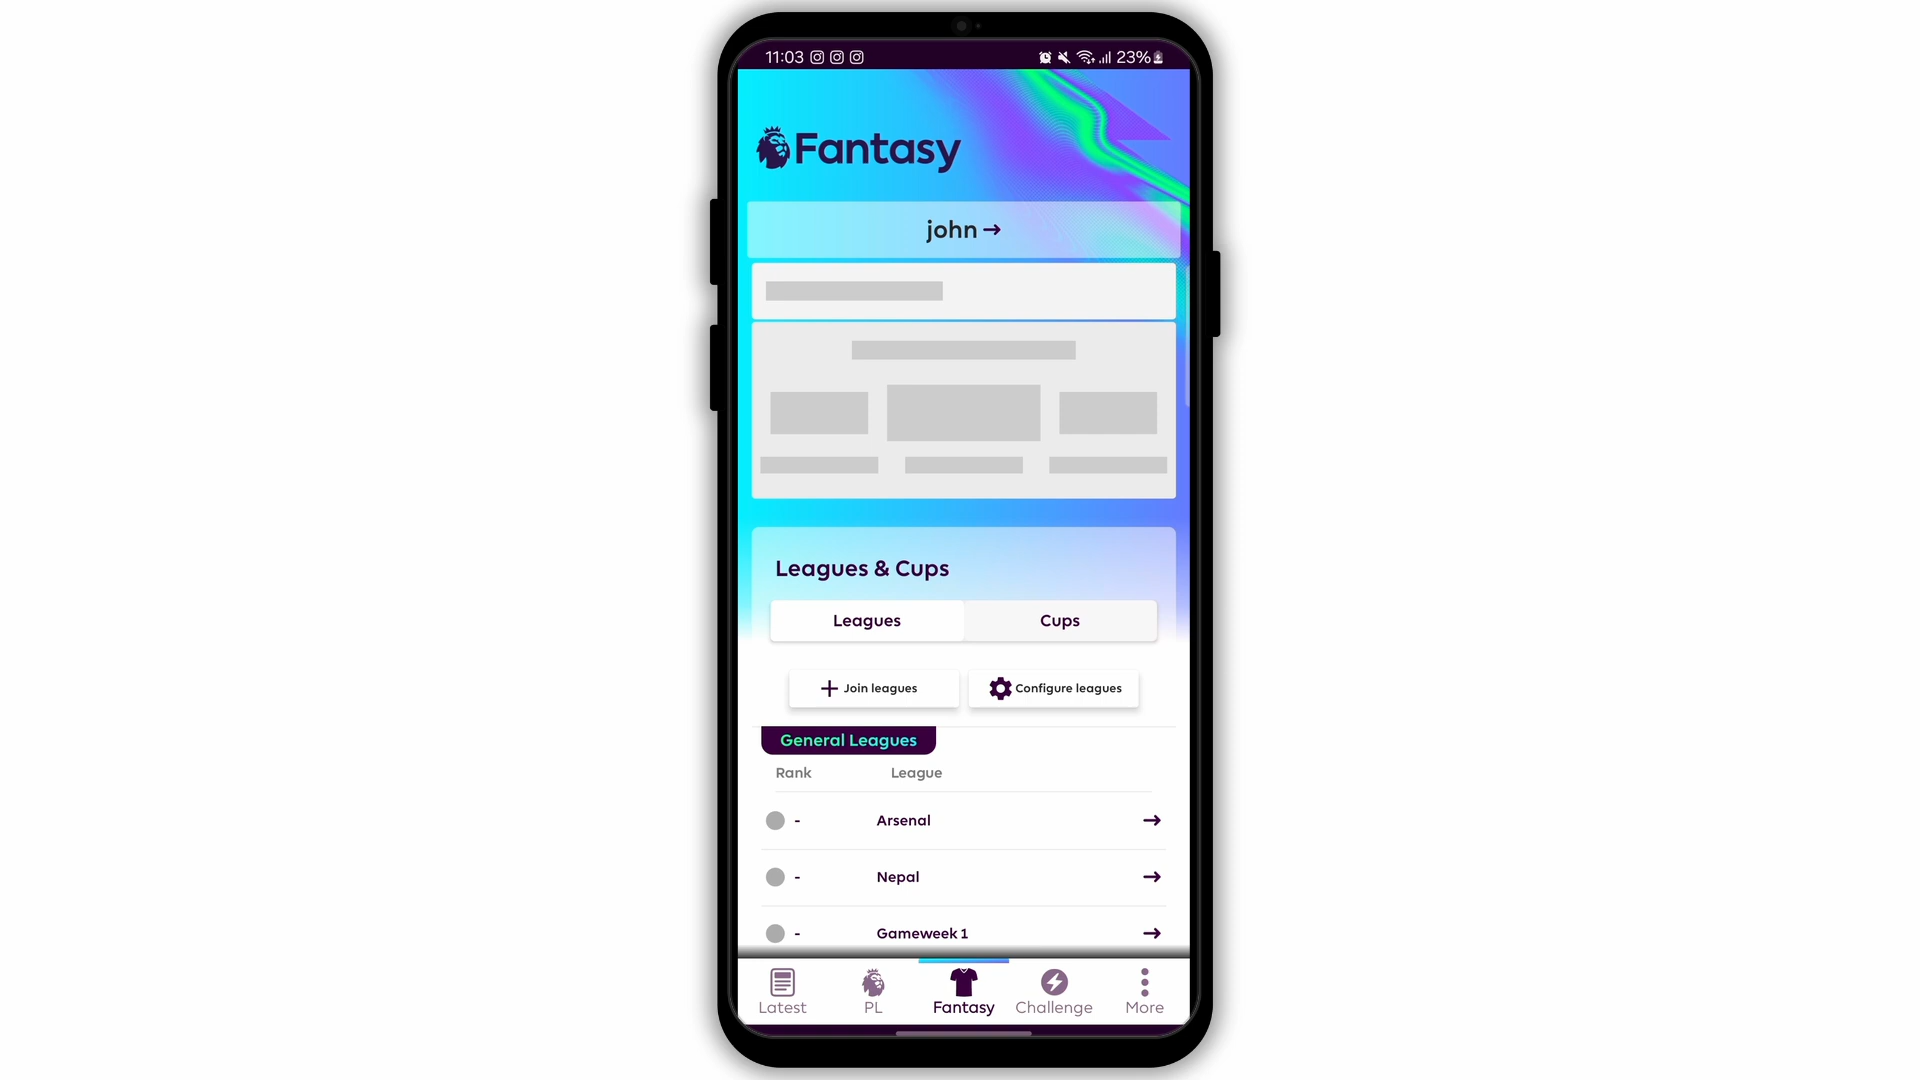 11:03 23%
Fantasy
john →
Leagues & Cups
Leagues Cups
+ Join leagues Configure leagues
General Leagues
Rank League
- Arsenal →
- Nepal →
- Gameweek 1 →
Latest PL Fantasy Challenge More